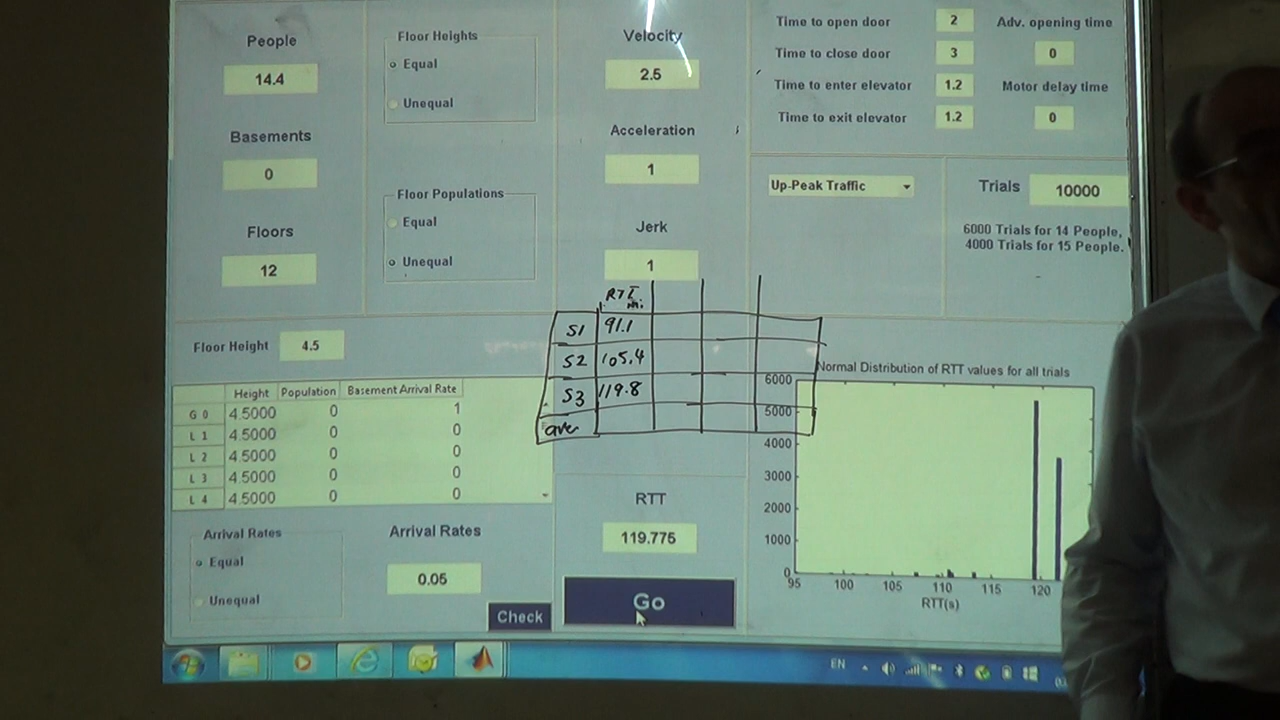 People
14.4
Basements
0
Floors
12
Floor Heights
Equal
Unequal
Floor Populations
Equal
Unequal
Velocity
2.5
Acceleration
1
Jerk
1
Time to open door 2
Time to close door 3
Time to enter elevator 1.2
Time to exit elevator 1.2
Adv. opening time
0
Motor delay time
0
Up-Peak Traffic
Trials 10000
6000 Trials for 14 People,
4000 Trials for 15 People.
Floor Height 4.5
Height Population Basement Arrival Rate
G 0 4.5000 0 1
L 1 4.5000 0 0
L 2 4.5000 0 0
L 3 4.5000 0 0
L 4 4.5000 0 0
Arrival Rates
Equal
Unequal
Arrival Rates
0.05
Check
RTT
S1 91.1
S2 105.4
S3 119.8
aver
RTT
119.775
Go
Normal Distribution of RTT values for all trials
6000
5000
4000
3000
2000
1000
0
95 100 105 110 115 120
RTT(s)
EN